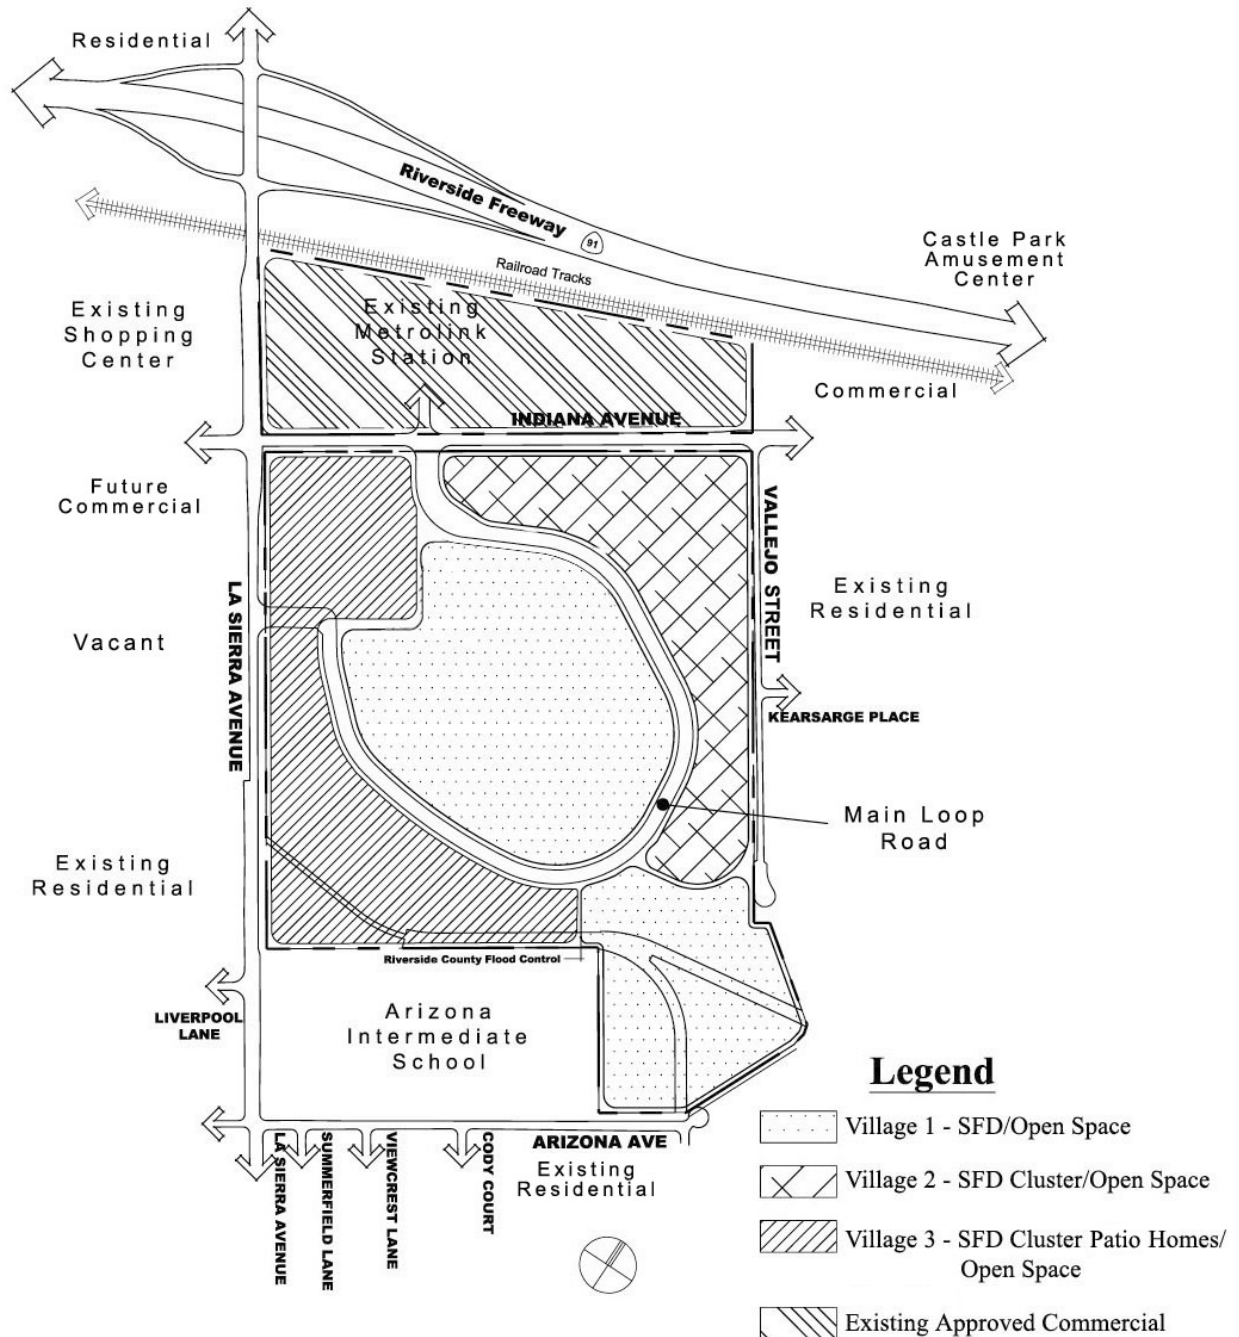 Residential
Riverside Freeway
91
Railroad Tracks
Castle Park
Amusement
Center
Existing
Shopping
Center
Existing
Metrolink
Station
Commercial
INDIANA AVENUE
Future
Commercial
VALLEJO STREET
LA SIERRA AVENUE
Existing
Residential
Vacant
KEARSARGE PLACE
Main Loop
Road
Existing
Residential
Riverside County Flood Control
LIVERPOOL
LANE
Arizona
Intermediate
School
ARIZONA AVE
Existing
Residential
LA SIERRA AVENUE
SUMMERFIELD LANE
VIEWCREST LANE
CODY COURT
Legend
Village 1 - SFD/Open Space
Village 2 - SFD Cluster/Open Space
Village 3 - SFD Cluster Patio Homes/
Open Space
Existing Approved Commercial